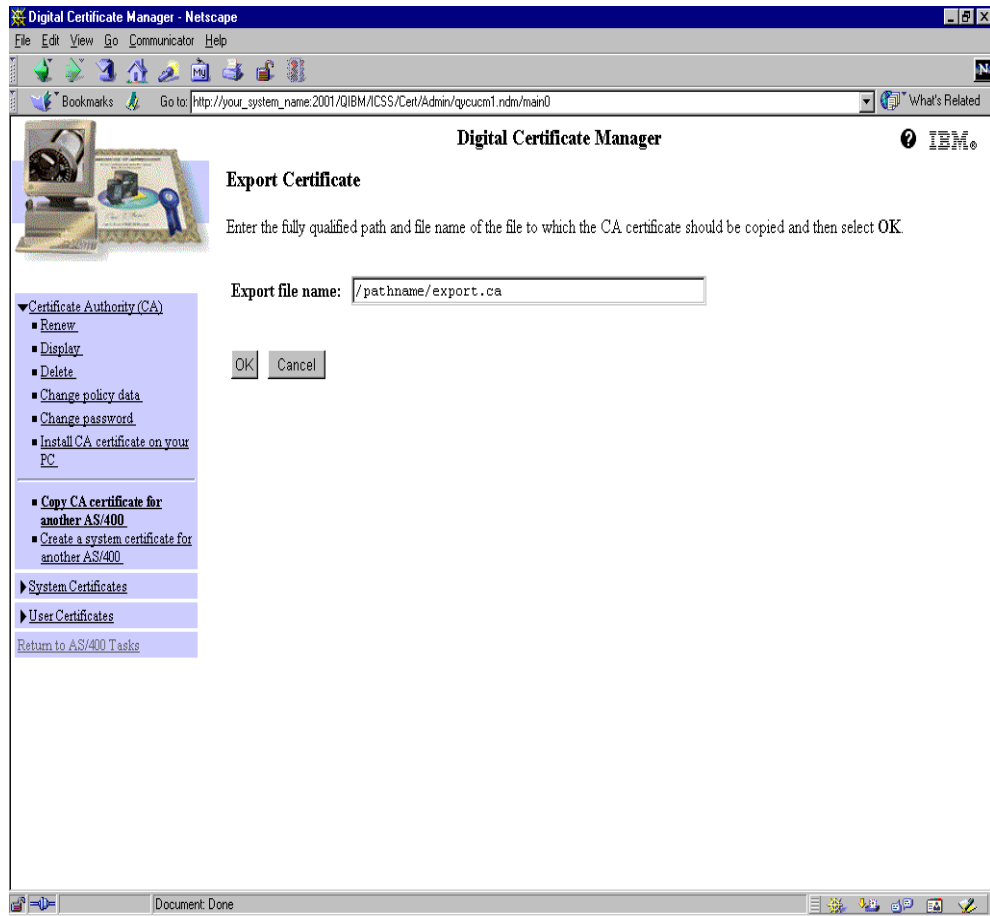 Digital Certificate Manager - Netscape
File Edit View Go Communicator Help
My
N
Bookmarks Go to: http://your_system_name:2001/QIBM/ICSS/Cert/Admin/qycucm1.ndm/main0 What's Related
Digital Certificate Manager
IBM®
Export Certificate
Enter the fully qualified path and file name of the file to which the CA certificate should be copied and then select OK.
Export file name: /pathname/export.ca
OK Cancel
Certificate Authority (CA)
Renew
Display
Delete
Change policy data
Change password
Install CA certificate on your
PC
Copy CA certificate for
another AS/400
Create a system certificate for
another AS/400
System Certificates
User Certificates
Return to AS/400 Tasks
Document: Done